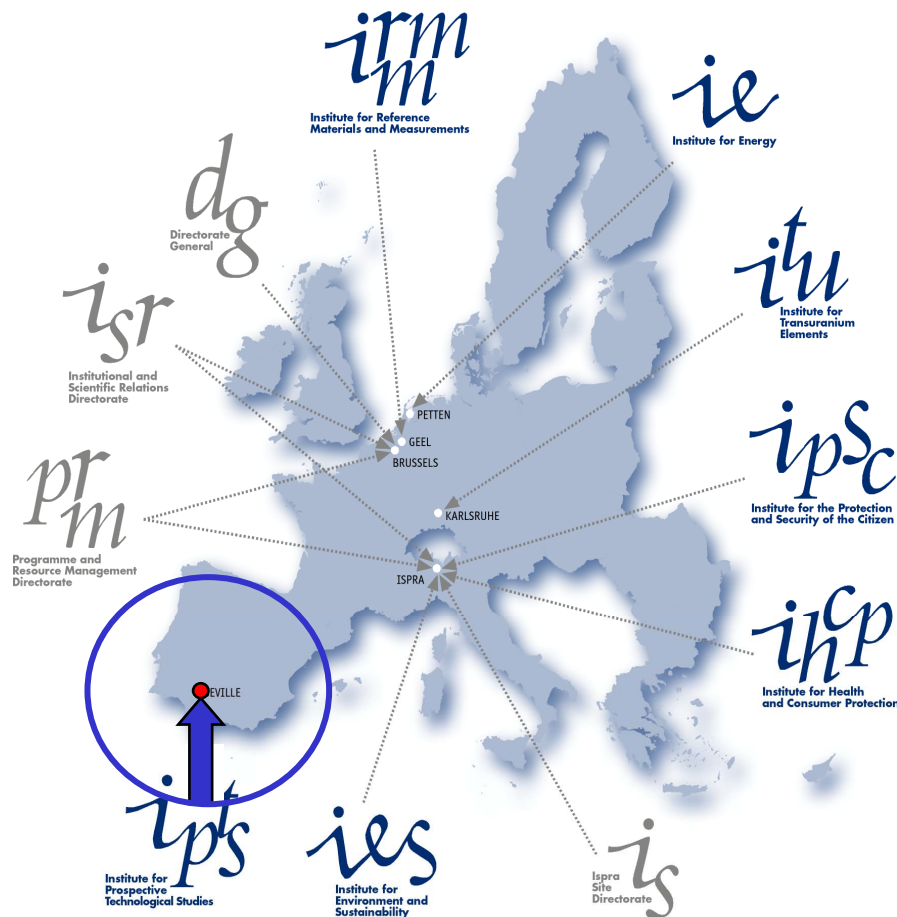 irmm
Institute for Reference
Materials and Measurements
ie
Institute for Energy
dg
Directorate
General
itu
Institute for
Transuranium
Elements
isr
Institutional and
Scientific Relations
Directorate
PETTEN
GEEL
BRUSSELS
ipsc
Institute for the Protection
and Security of the Citizen
prm
Programme and
Resource Management
Directorate
KARLSRUHE
ISPRA
ihcp
Institute for Health
and Consumer Protection
EVILLE
ipts
Institute for
Prospective
Technological Studies
ies
Institute for
Environment and
Sustainability
is
Ispra
Site
Directorate